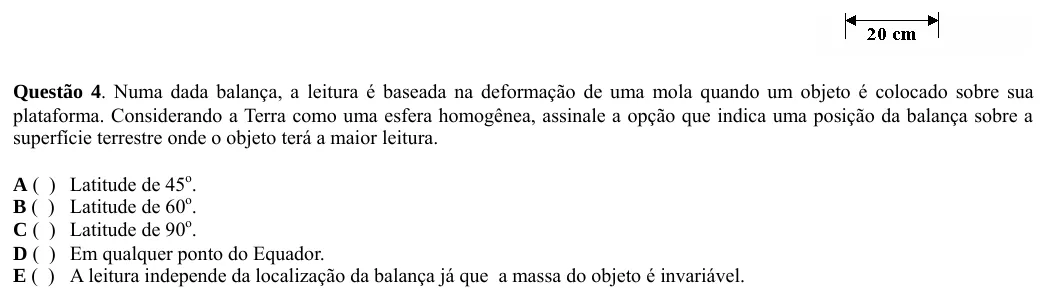 20 cm
Questão 4. Numa dada balança, a leitura é baseada na deformação de uma mola quando um objeto é colocado sobre sua
plataforma. Considerando a Terra como uma esfera homogênea, assinale a opção que indica uma posição da balança sobre a
superfície terrestre onde o objeto terá a maior leitura.
A ( ) Latitude de 45º.
B ( ) Latitude de 60º.
C ( ) Latitude de 90º.
D ( ) Em qualquer ponto do Equador.
E ( ) A leitura independe da localização da balança já que a massa do objeto é invariável.